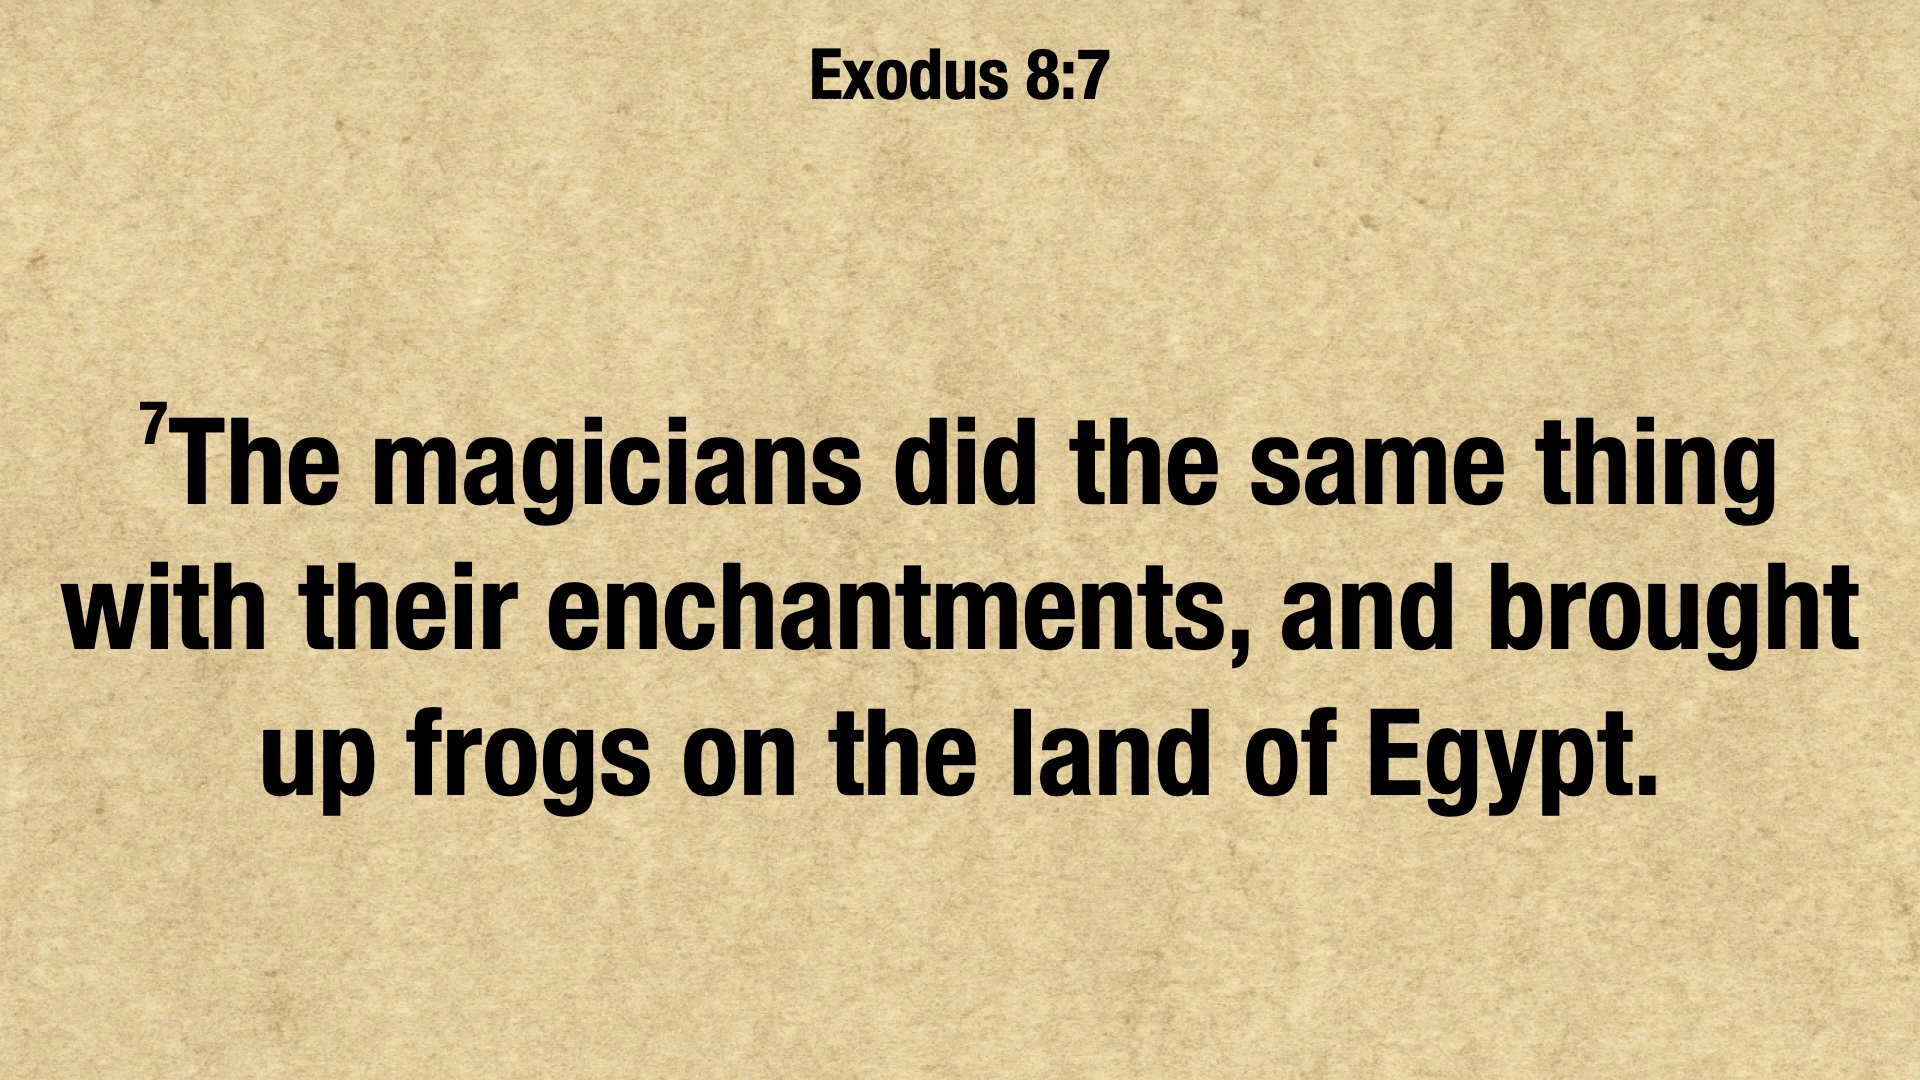 Exodus 8:7
⁷The magicians did the same thing
with their enchantments, and brought
up frogs on the land of Egypt.